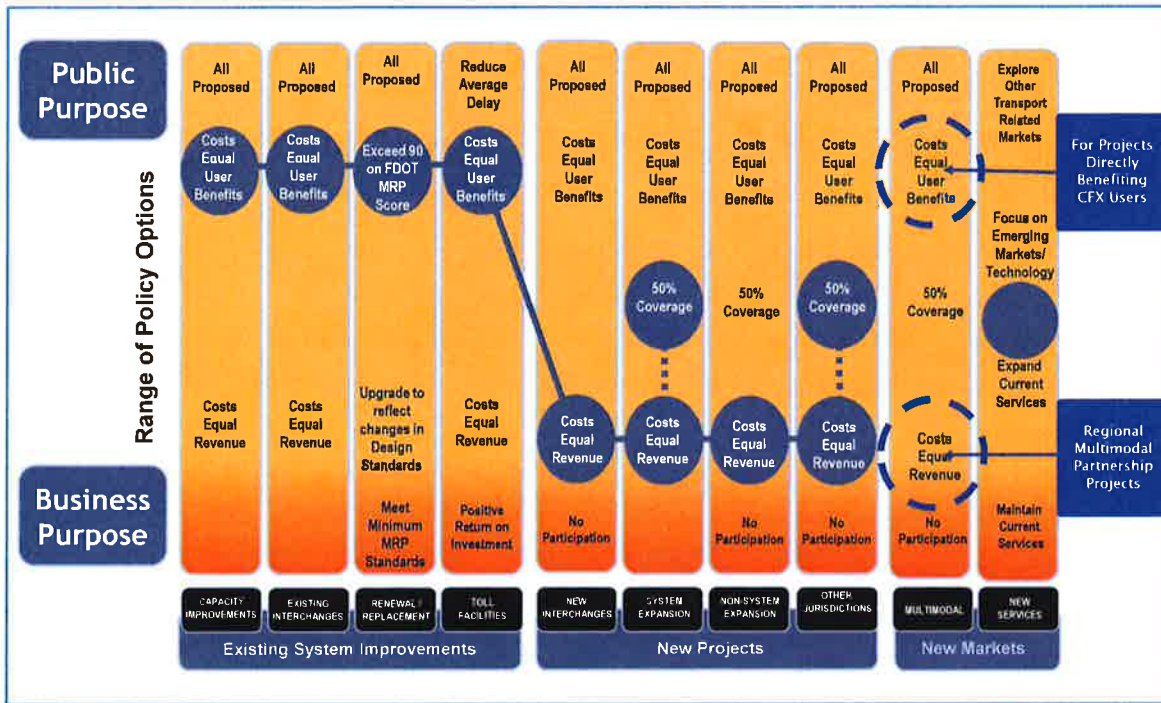 Public
Purpose
Range of Policy Options
Business
Purpose
All
Proposed
Costs
Equal
User
Benefits
Costs
Equal
Revenue
CAPACITY
IMPROVEMENTS
All
Proposed
Costs
Equal
User
Benefits
Costs
Equal
Revenue
EXISTING
INTERCHANGES
All
Proposed
Exceed 90
on FDOT
MRP
Score
Upgrade to
reflect
changes in
Design
Standards
Meet
Minimum
MRP
Standards
RENEWAL /
REPLACEMENT
Reduce
Average
Delay
Costs
Equal
User
Benefits
Costs
Equal
Revenue
Positive
Return on
Investment
TOLL
FACILITIES
Existing System Improvements
All
Proposed
Costs
Equal
User
Benefits
Costs
Equal
Revenue
No
Participation
NEW
INTERCHANGES
All
Proposed
Costs
Equal
User
Benefits
50%
Coverage
Costs
Equal
Revenue
SYSTEM
EXPANSION
All
Proposed
Costs
Equal
User
Benefits
50%
Coverage
Costs
Equal
Revenue
No
Participation
NON-SYSTEM
EXPANSION
All
Proposed
Costs
Equal
User
Benefits
50%
Coverage
Costs
Equal
Revenue
No
Participation
OTHER
JURISDICTIONS
New Projects
All
Proposed
Costs
Equal
User
Benefits
50%
Coverage
Costs
Equal
Revenue
No
Participation
MULTIMODAL
Explore
Other
Transport
Related
Markets
Focus on
Emerging
Markets/
Technology
Expand
Current
Services
Maintain
Current
Services
NEW
SERVICES
New Markets
For Projects
Directly
Benefiting
CFX Users
Regional
Multimodal
Partnership
Projects